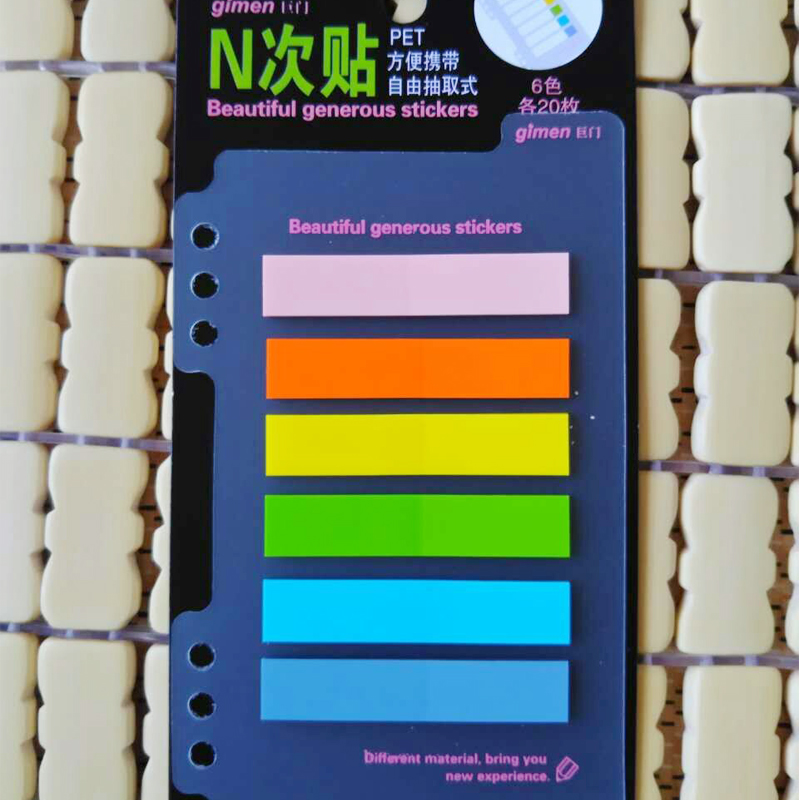 gimen 巨门
N次贴
PET
方便携带
自由抽取式
Beautiful generous stickers
6色
各20枚
gimen 巨门
Beautiful generous stickers
Different material, bring you
new experience.